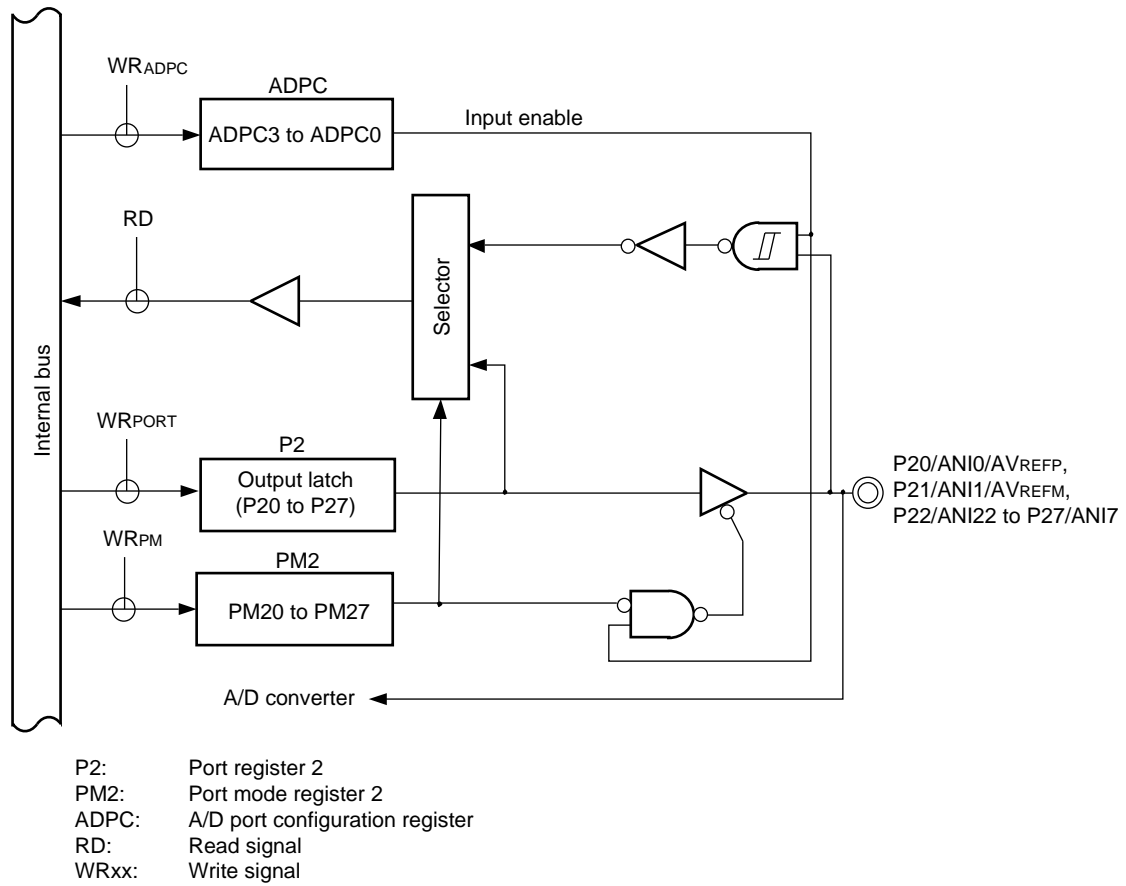 WRADPC
ADPC
ADPC3 to ADPC0
Input enable
RD
Selector
Internal bus
WRPORT
P2
Output latch
(P20 to P27)
P20/ANI0/AVREFP,
P21/ANI1/AVREFM,
P22/ANI22 to P27/ANI7
WRPM
PM2
PM20 to PM27
A/D converter
P2: Port register 2
PM2: Port mode register 2
ADPC: A/D port configuration register
RD: Read signal
WRxx: Write signal